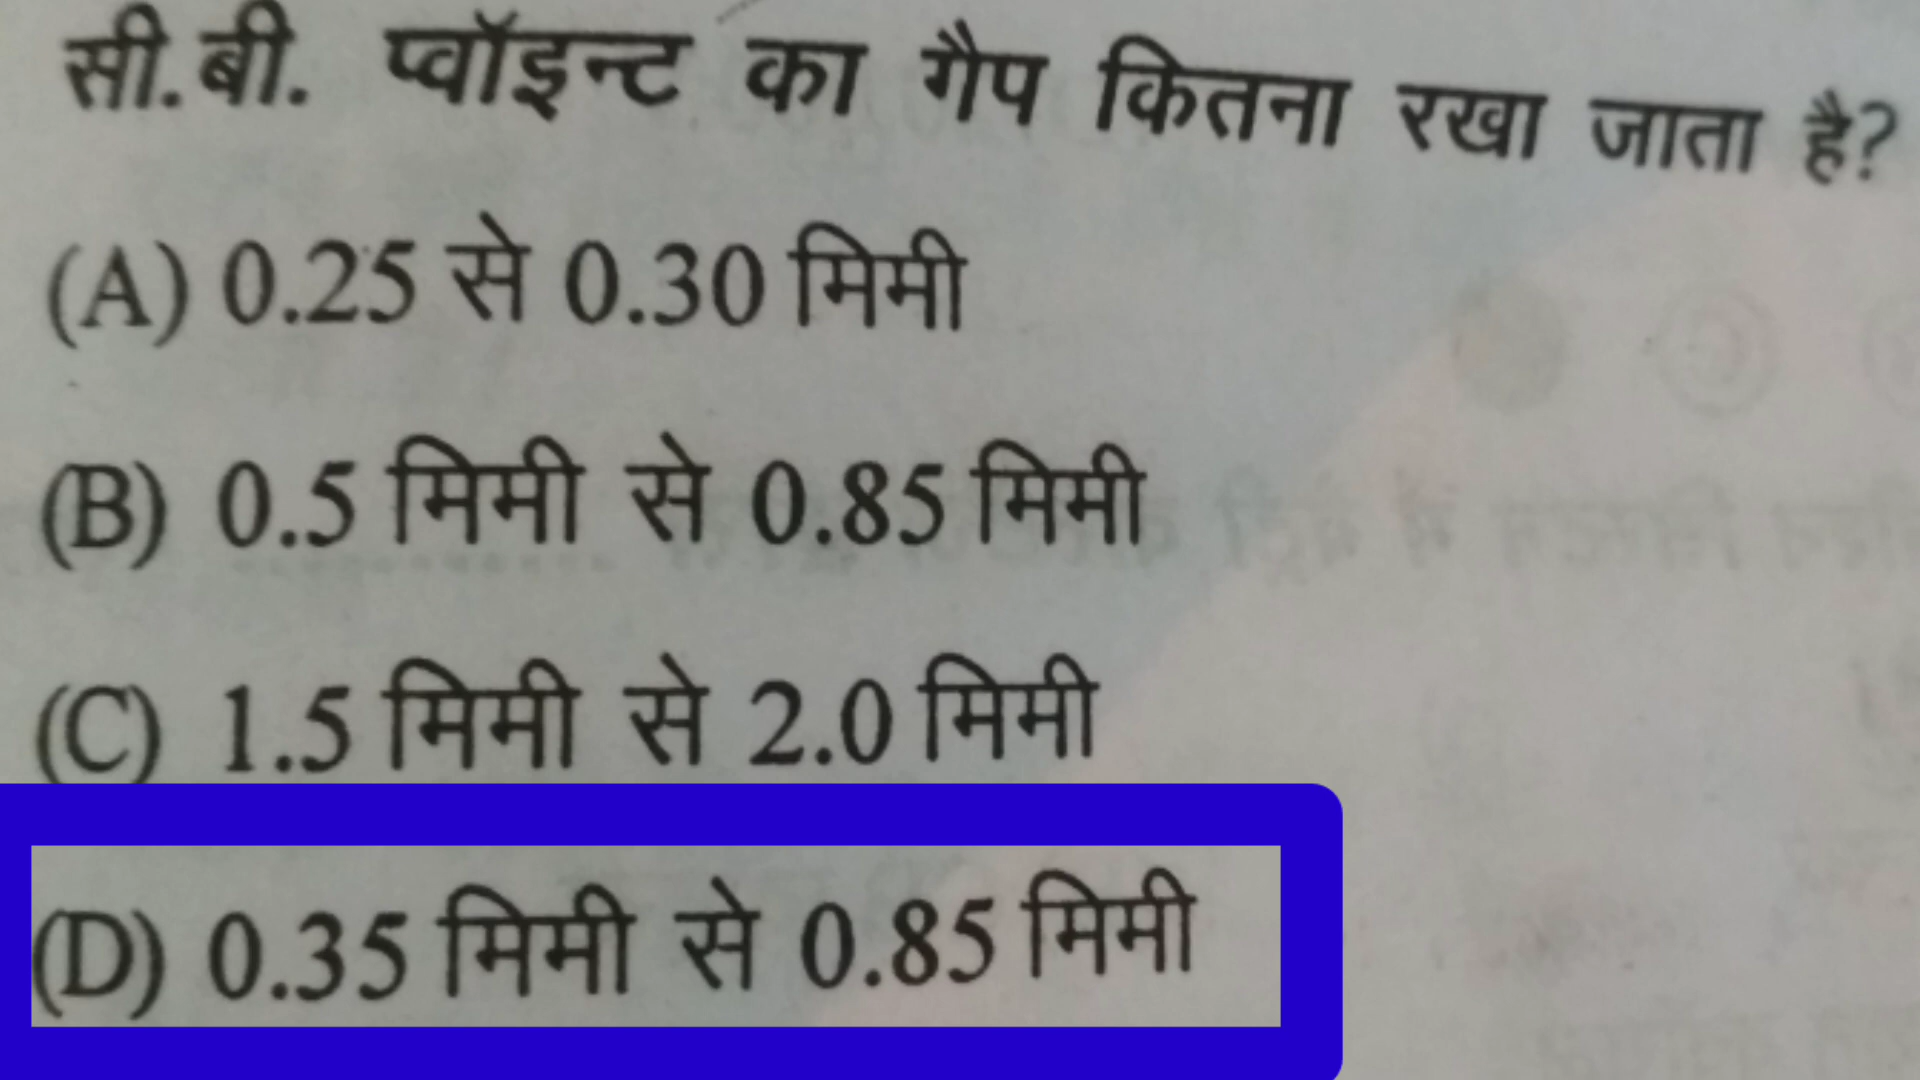 सी.बी. प्वॉइन्ट का गैप कितना रखा जाता है?
(A) 0.25 से 0.30 मिमी
(B) 0.5 मिमी से 0.85 मिमी
(C) 1.5 मिमी से 2.0 मिमी
(D) 0.35 मिमी से 0.85 मिमी